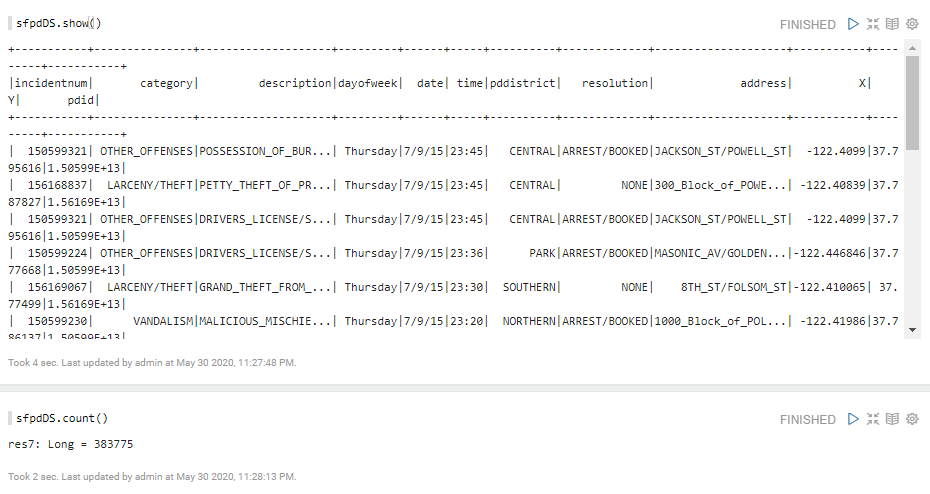 sfpdDS.show()
FINISHED
+-----------+--------------+--------------------+---------+------+-----+----------+--------------+--------------------+-----------+----
-----+-----------+
|incidentnum|      category|         description|dayofweek|  date| time|pddistrict|    resolution|             address|          X|
Y|       pdid|
+-----------+--------------+--------------------+---------+------+-----+----------+--------------+--------------------+-----------+----
-----+-----------+
|  150599321| OTHER_OFFENSES|POSSESSION_OF_BUR...| Thursday|7/9/15|23:45|   CENTRAL|ARREST/BOOKED|JACKSON_ST/POWELL_ST|  -122.4099|37.7
95616|1.50599E+13|
|  156168837|  LARCENY/THEFT|PETTY_THEFT_OF_PR...| Thursday|7/9/15|23:45|   CENTRAL|         NONE|300_Block_of_POWE...| -122.40839|37.7
87827|1.56169E+13|
|  150599321| OTHER_OFFENSES|DRIVERS_LICENSE/S...| Thursday|7/9/15|23:45|   CENTRAL|ARREST/BOOKED|JACKSON_ST/POWELL_ST|  -122.4099|37.7
95616|1.50599E+13|
|  150599224| OTHER_OFFENSES|DRIVERS_LICENSE/S...| Thursday|7/9/15|23:36|      PARK|ARREST/BOOKED|MASONIC_AV/GOLDEN...|-122.446846|37.7
77668|1.50599E+13|
|  156169067|  LARCENY/THEFT|GRAND_THEFT_FROM_...| Thursday|7/9/15|23:30|  SOUTHERN|         NONE|    8TH_ST/FOLSOM_ST|-122.410065| 37.
77499|1.56169E+13|
|  150599230|      VANDALISM|MALICIOUS_MISCHIE...| Thursday|7/9/15|23:20|  NORTHERN|ARREST/BOOKED|1000_Block_of_POL...| -122.41986|37.7
86137|1.50599E+13|
Took 4 sec. Last updated by admin at May 30 2020, 11:27:48 PM.
sfpdDS.count()
FINISHED
res7: Long = 383775
Took 2 sec. Last updated by admin at May 30 2020, 11:28:13 PM.